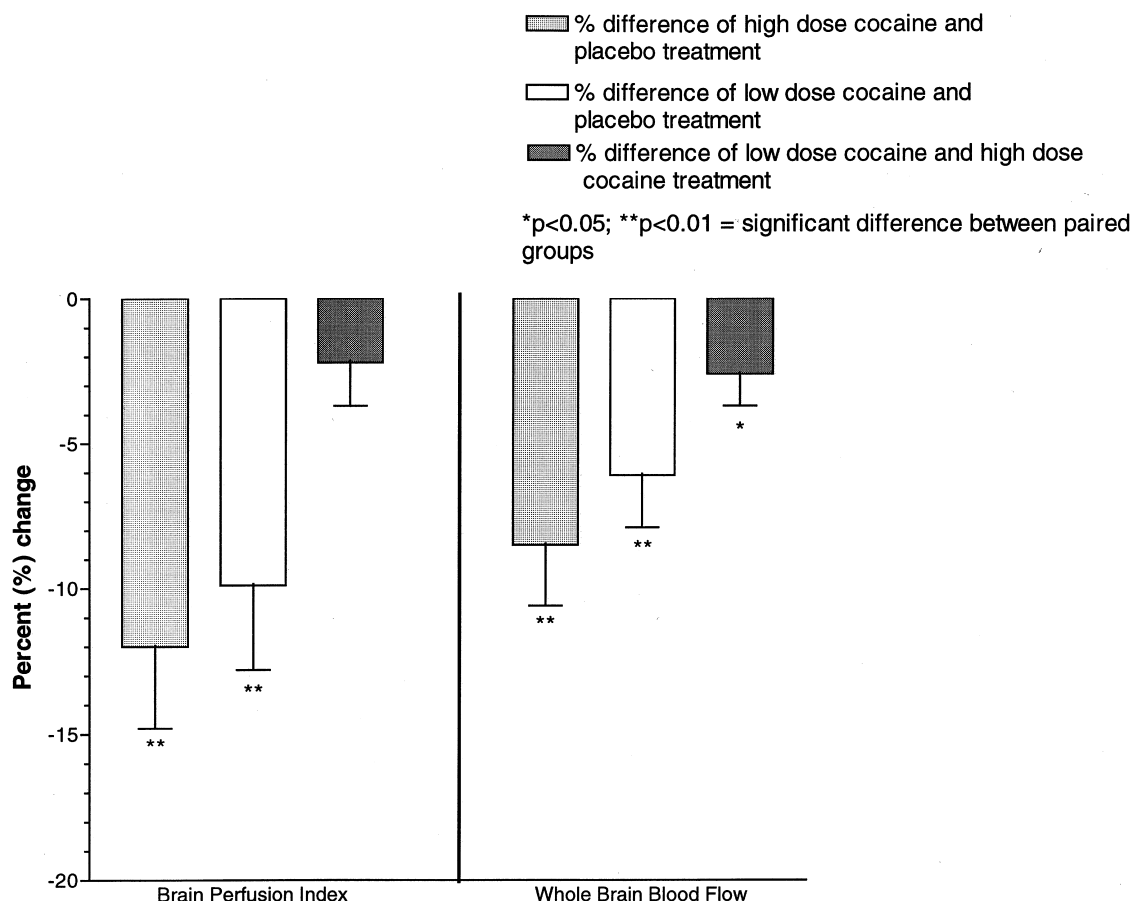 % difference of high dose cocaine and
placebo treatment
% difference of low dose cocaine and
placebo treatment
% difference of low dose cocaine and high dose
cocaine treatment
*p<0.05; **p<0.01 = significant difference between paired
groups
0
-5
-10
-15
-20
Percent (%) change
**
**
**
**
*
Brain Perfusion Index
Whole Brain Blood Flow